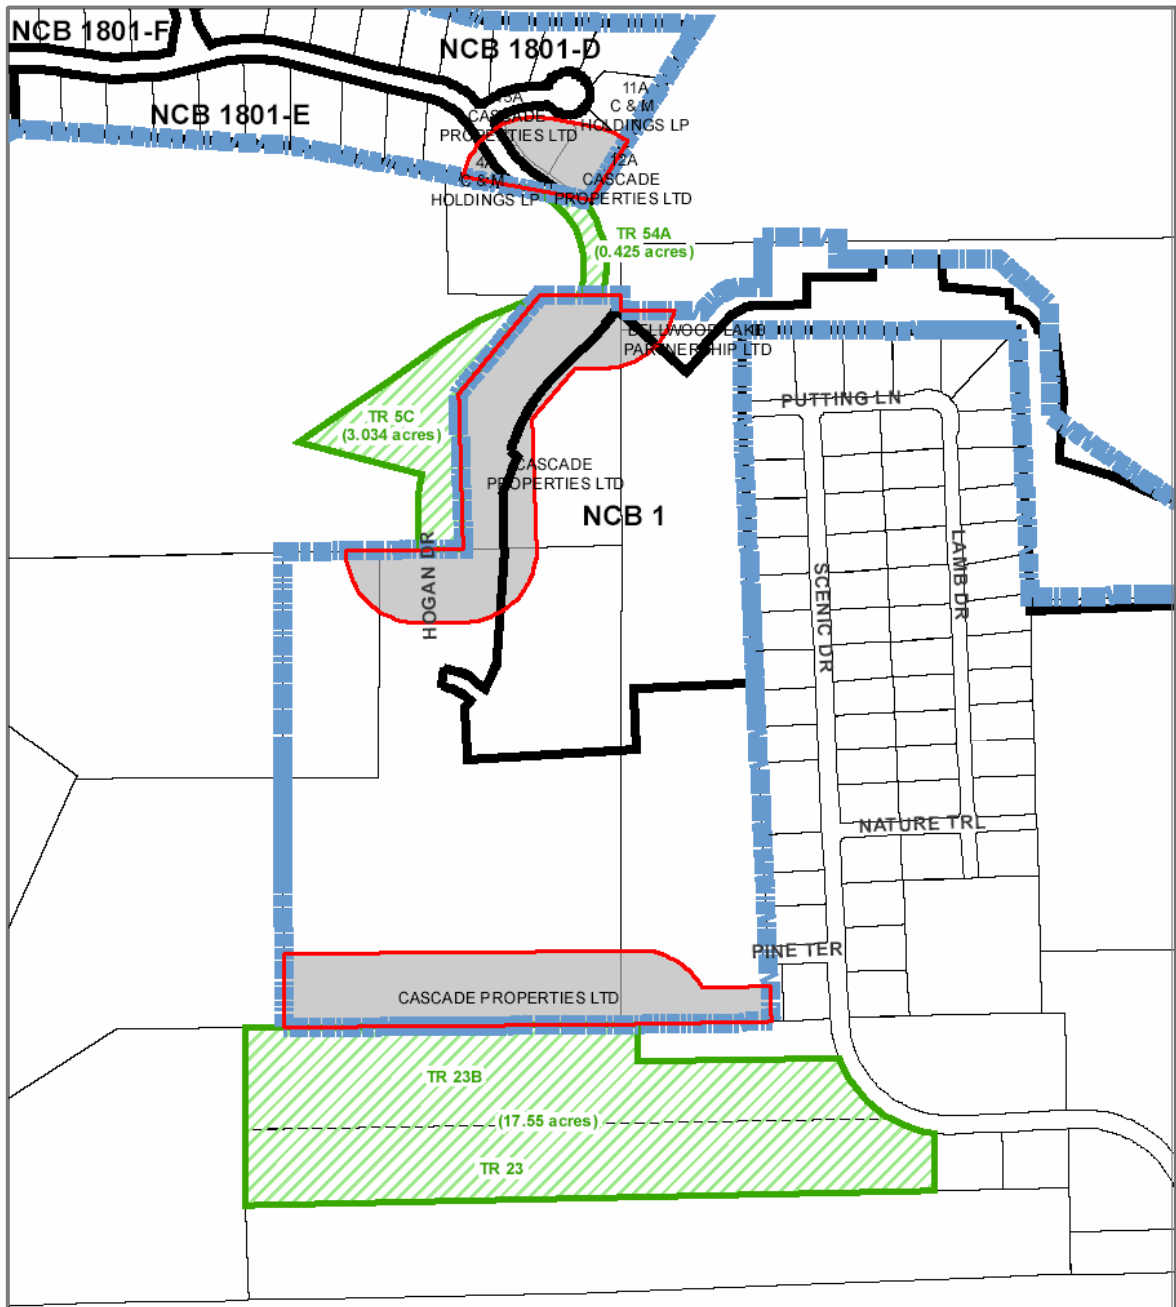 NCB 1801-F
NCB 1801-D
NCB 1801-E
CASCADE
PROPERTIES LTD
11A
C & M
HOLDINGS LP
C & M
HOLDINGS LP
12A
CASCADE
PROPERTIES LTD
TR 54A
(0.425 acres)
BELLWOOD LAKE
PARTNERSHIP LTD
PUTTING LN
TR 5C
(3.034 acres)
CASCADE
PROPERTIES LTD
NCB 1
HOGAN DR
SCENIC DR
LAMB DR
NATURE TRL
PINE TER
CASCADE PROPERTIES LTD
TR 23B
(17.55 acres)
TR 23